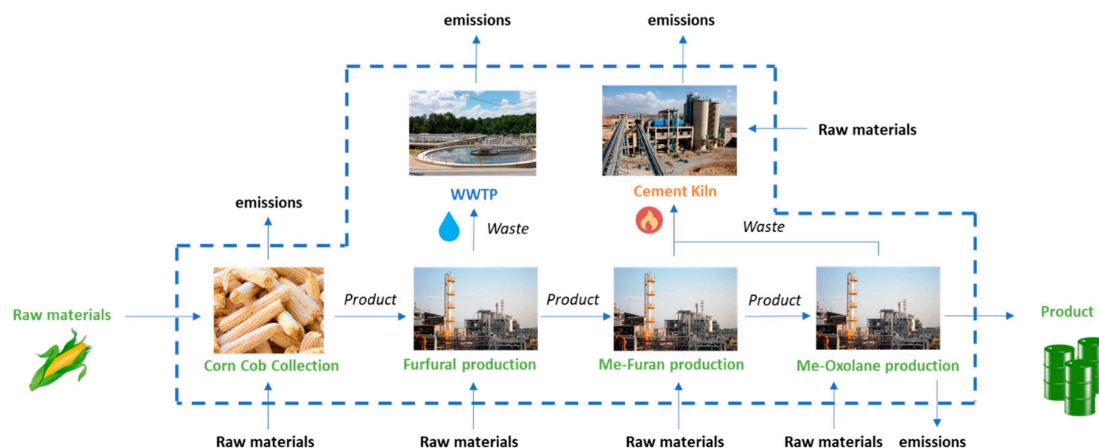 emissions
emissions
Raw materials
WWTP
Cement Kiln
emissions
Waste
Waste
Raw materials
Product
Product
Product
Product
Corn Cob Collection
Furfural production
Me-Furan production
Me-Oxolane production
Raw materials
Raw materials
Raw materials
Raw materials
emissions